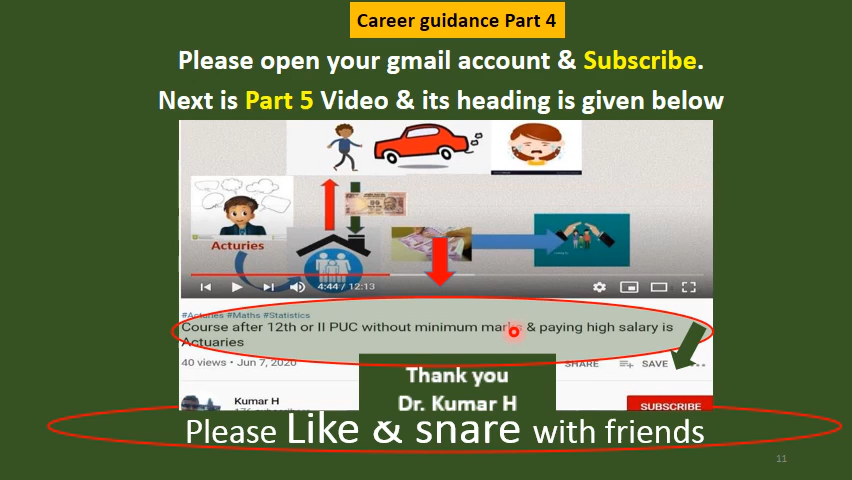 Career guidance Part 4
Please open your gmail account & Subscribe.
Next is Part 5 Video & its heading is given below
Acturies
4:44 / 12:13
#Acturies #Maths #Statistics
Course after 12th or II PUC without minimum marks & paying high salary is
Actuaries
40 views • Jun 7, 2020
SHARE
SAVE
Thank you
Dr. Kumar H
Kumar H
SUBSCRIBE
Please Like & share with friends
11